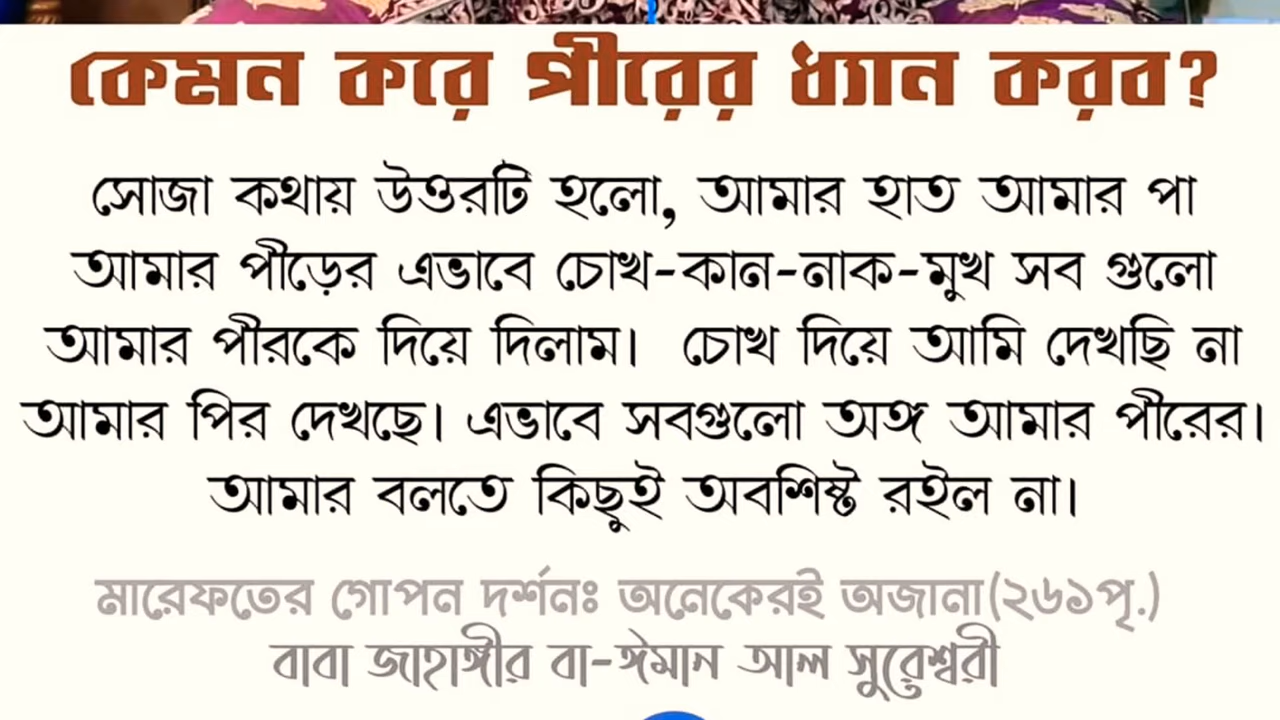 কেমন করে পীরের ধ্যান করব?
সোজা কথায় উত্তরটি হলো, আমার হাত আমার পা
আমার পীড়ের এভাবে চোখ-কান-নাক-মুখ সব গুলো
আমার পীরকে দিয়ে দিলাম। চোখ দিয়ে আমি দেখছি না
আমার পির দেখছে। এভাবে সবগুলো অঙ্গ আমার পীরের।
আমার বলতে কিছুই অবশিষ্ট রইল না।
মারেফতের গোপন দর্শনঃ অনেকেরই অজানা(২৬১পৃ.)
বাবা জাহাঙ্গীর বা-ঈমান আল সুরেশ্বরী